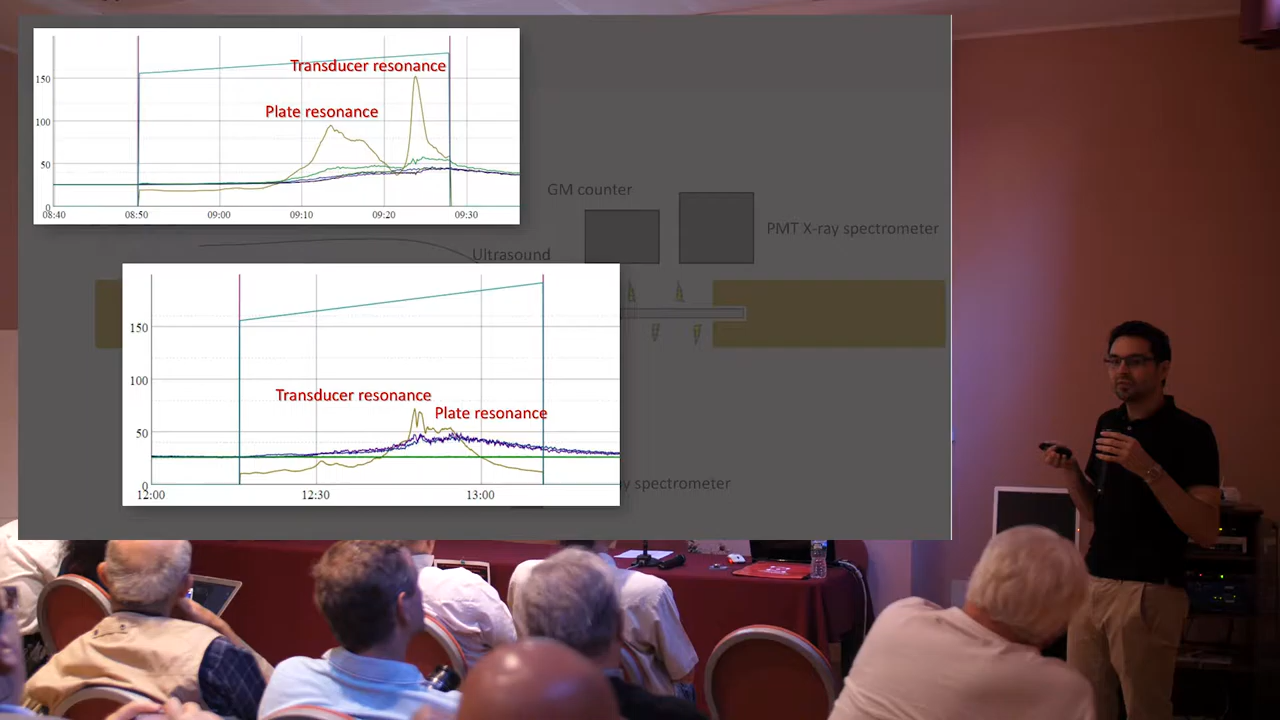 Transducer resonance
Plate resonance
150
100
50
0
08:40 08:50 09:00 09:10 09:20 09:30
GM counter
PMT X-ray spectrometer
Ultrasound
150
100
50
0
Transducer resonance
Plate resonance
12:00 12:30 13:00
spectrometer